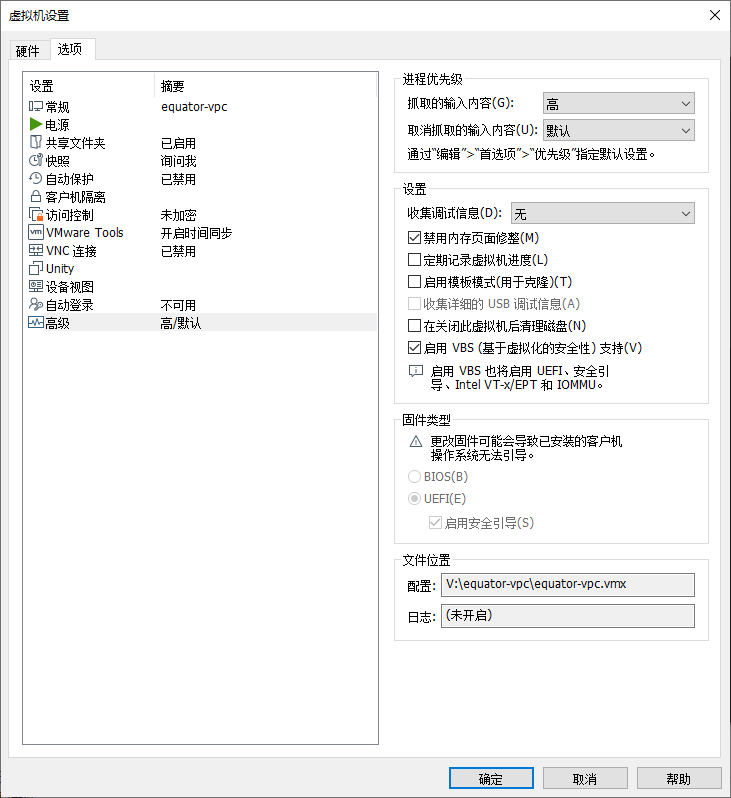 虚拟机设置
硬件
选项
设置
摘要
常规
equator-vpc
电源
共享文件夹
已启用
快照
询问我
自动保护
已禁用
客户机隔离
访问控制
未加密
vm
VMware Tools
开启时间同步
VNC 连接
已禁用
Unity
设备视图
自动登录
不可用
高级
高/默认
进程优先级
抓取的输入内容(G):
高
取消抓取的输入内容(U):
默认
通过"编辑">"首选项">"优先级"指定默认设置。
设置
收集调试信息(D):
无
禁用内存页面修整(M)
定期记录虚拟机进度(L)
启用模板模式(用于克隆)(T)
收集详细的 USB 调试信息(A)
在关闭此虚拟机后清理磁盘(N)
启用 VBS (基于虚拟化的安全性) 支持(V)
启用 VBS 也将启用 UEFI、安全引
导、Intel VT-x/EPT 和 IOMMU。
固件类型
更改固件可能会导致已安装的客户机
操作系统无法引导。
BIOS(B)
UEFI(E)
启用安全引导(S)
文件位置
配置:
V:\equator-vpc\equator-vpc.vmx
日志:
(未开启)
确定
取消
帮助